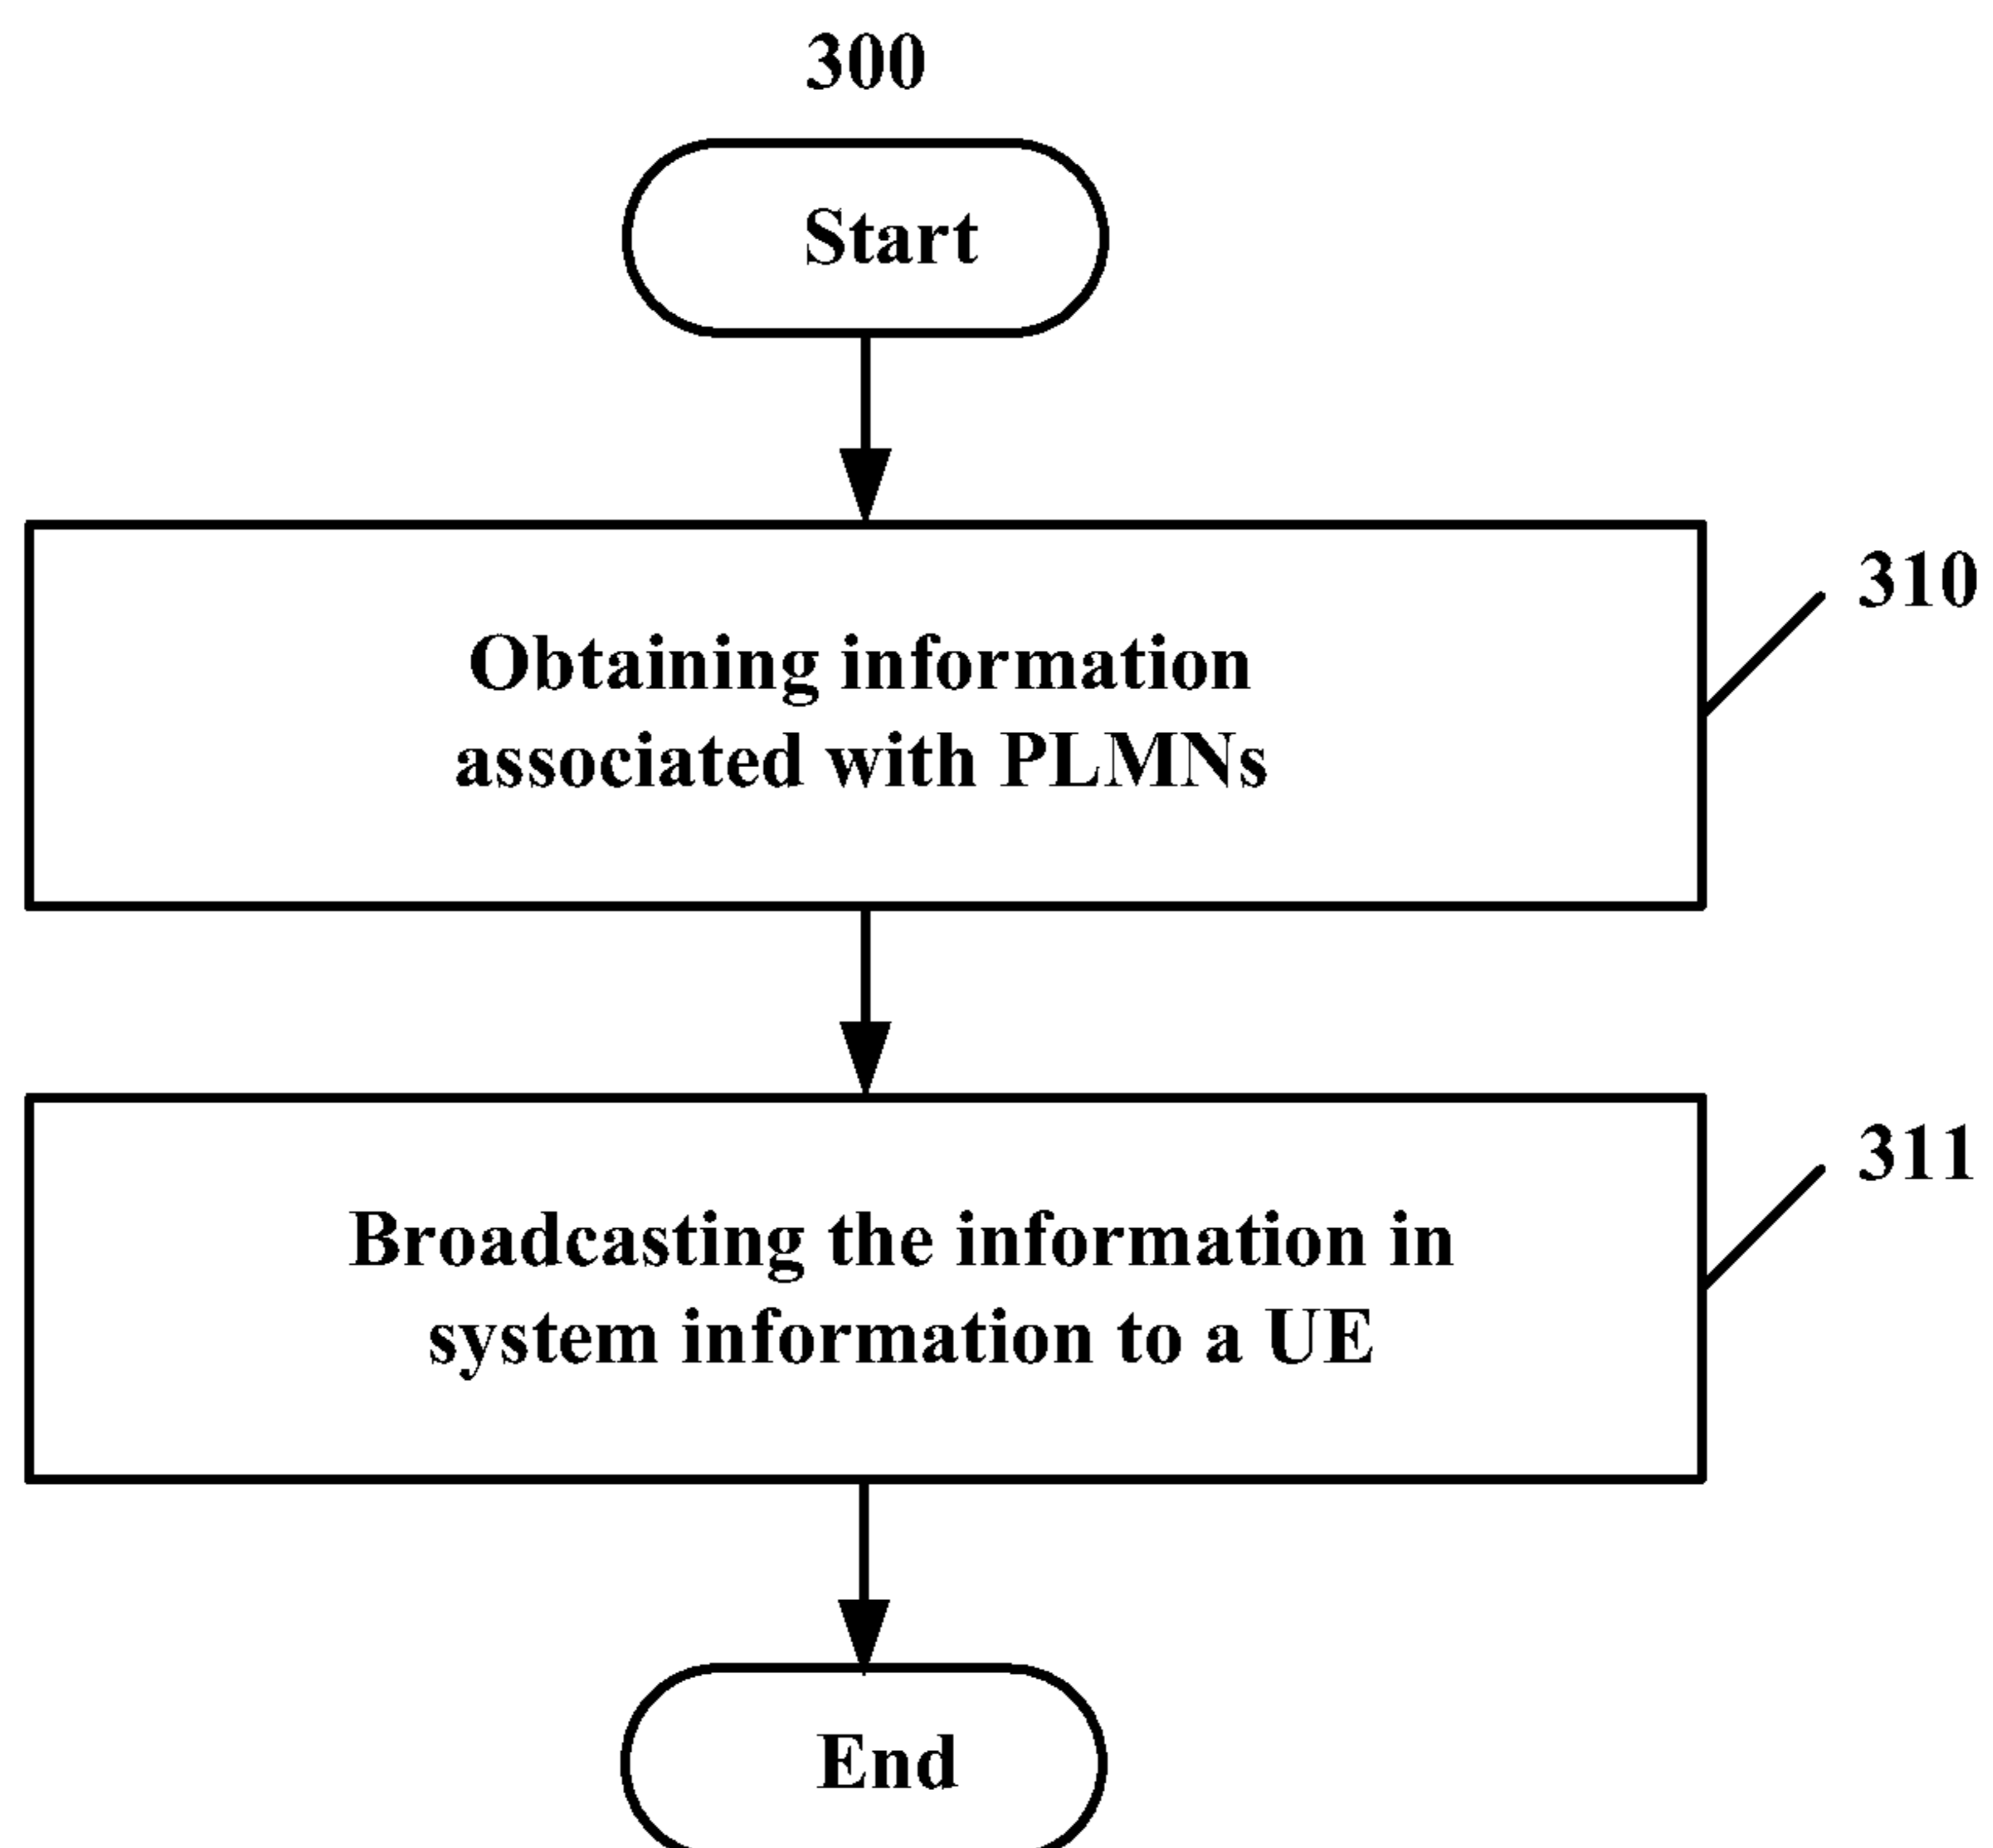 300
Start
310
Obtaining information
associated with PLMNs
311
Broadcasting the information in
system information to a UE
End